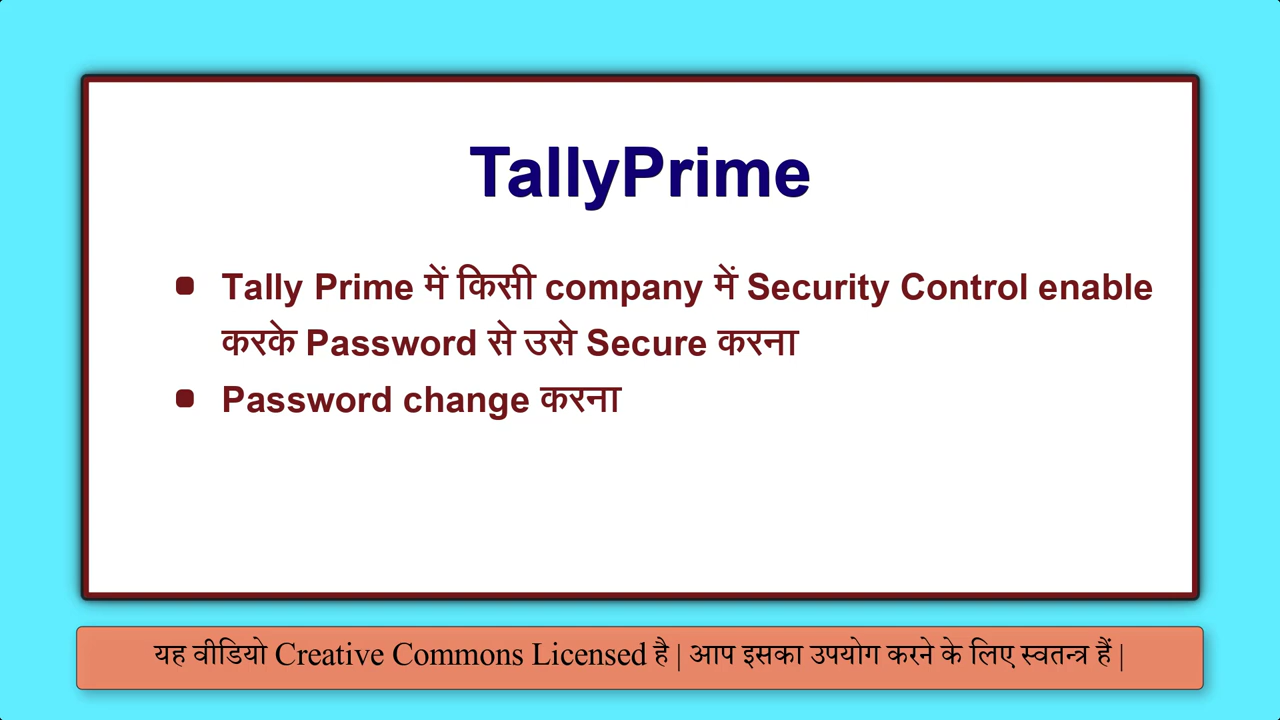 TallyPrime
Tally Prime में किसी company में Security Control enable
करके Password से उसे Secure करना
Password change करना
यह वीडियो Creative Commons Licensed है | आप इसका उपयोग करने के लिए स्वतन्त्र हैं |